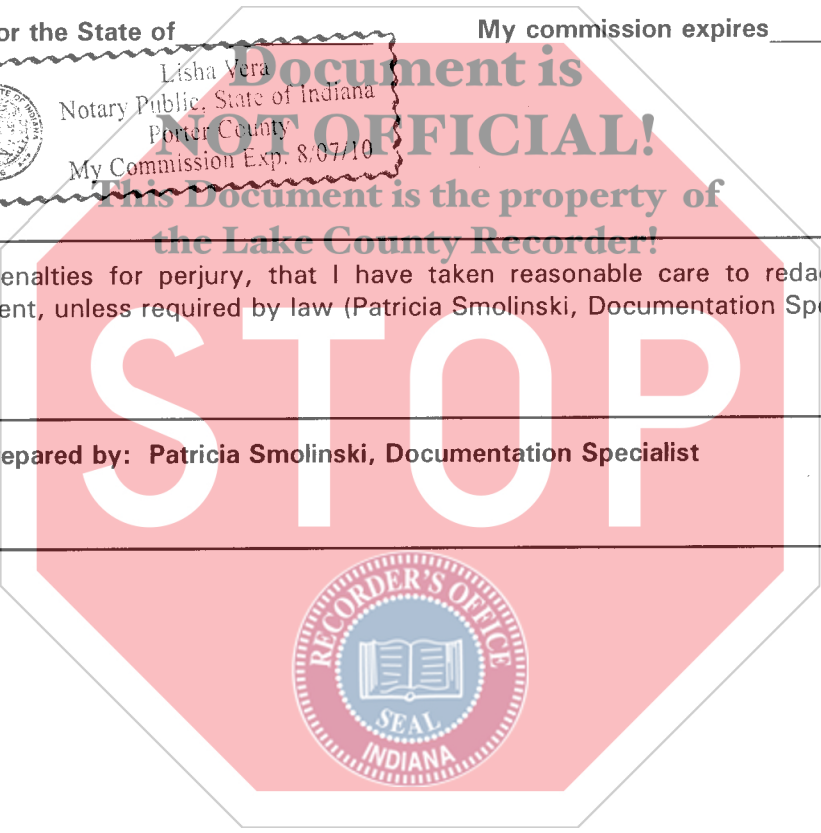 or the State of My commission expires
Lisha Vera
Notary Public, State of Indiana
Porter County
My Commission Exp. 8/07/10
Document is
NOT OFFICIAL!
This Document is the property of
the Lake County Recorder!
enalties for perjury, that I have taken reasonable care to reda
ent, unless required by law (Patricia Smolinski, Documentation Spe
STOP
epared by: Patricia Smolinski, Documentation Specialist
RECORDER'S OFFICE
SEAL
INDIANA